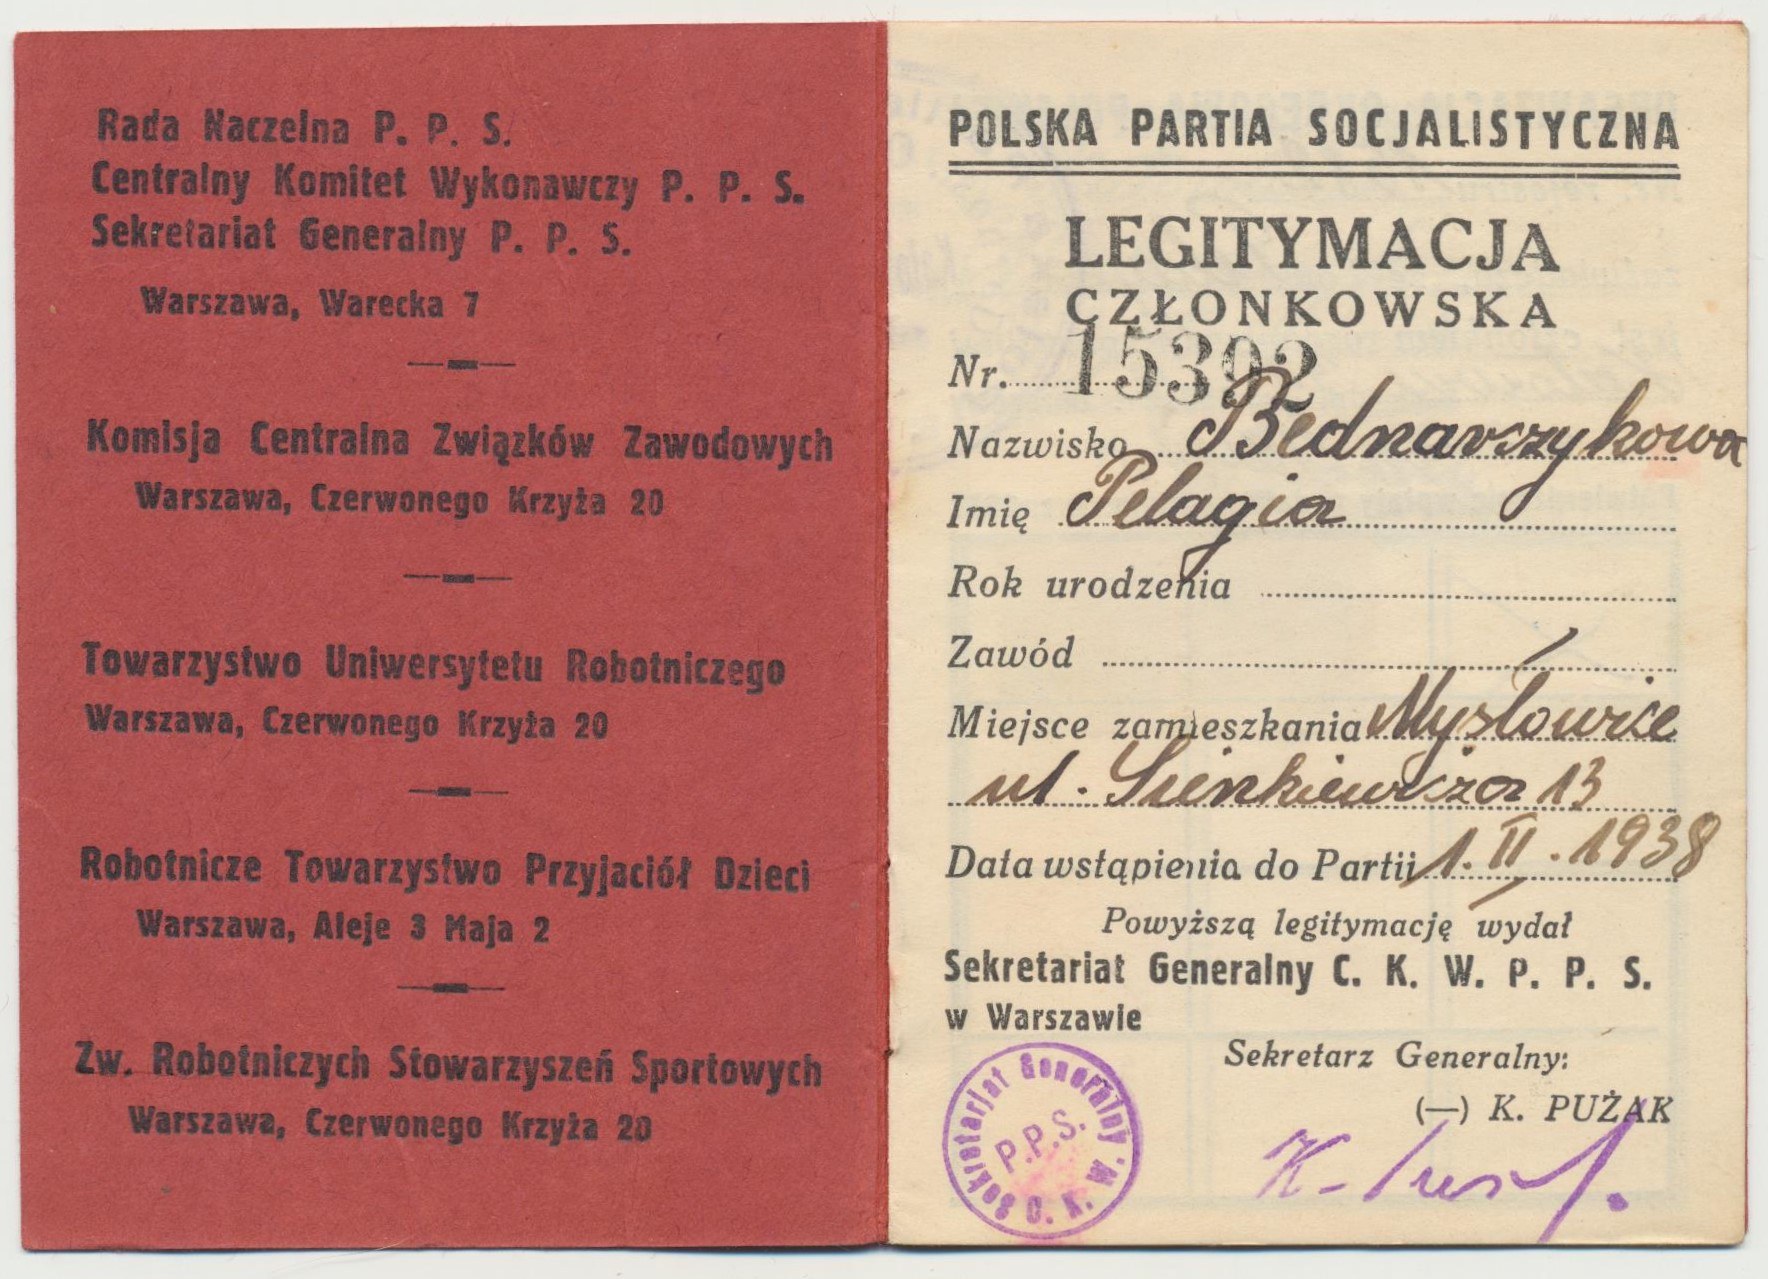 Rada Naczelna P. P. S.
Centralny Komitet Wykonawczy P. P. S.
Sekretariat Generalny P. P. S.
Warszawa, Warecka 7
Komisja Centralna Związków Zawodowych
Warszawa, Czerwonego Krzyża 20
Towarzystwo Uniwersytetu Robotniczego
Warszawa, Czerwonego Krzyża 20
Robotnicze Towarzystwo Przyjaciół Dzieci
Warszawa, Aleje 3 Maja 2
Zw. Robotniczych Stowarzyszeń Sportowych
Warszawa, Czerwonego Krzyża 20
POLSKA PARTIA SOCJALISTYCZNA
LEGITYMACJA
CZŁONKOWSKA
Nr. 15392
Nazwisko Bednarszykowa
Imię Pelagia
Rok urodzenia
Zawód
Miejsce zamieszkania Mysłowice
ul. Sienkiewicza 13
Data wstąpienia do Partii 1. II. 1938
Powyższą legitymację wydał
Sekretariat Generalny C. K. W. P. P. S.
w Warszawie
Sekretarz Generalny:
(—) K. PUŻAK
Sekretarjat Generalny C. K. W.
P.P.S.